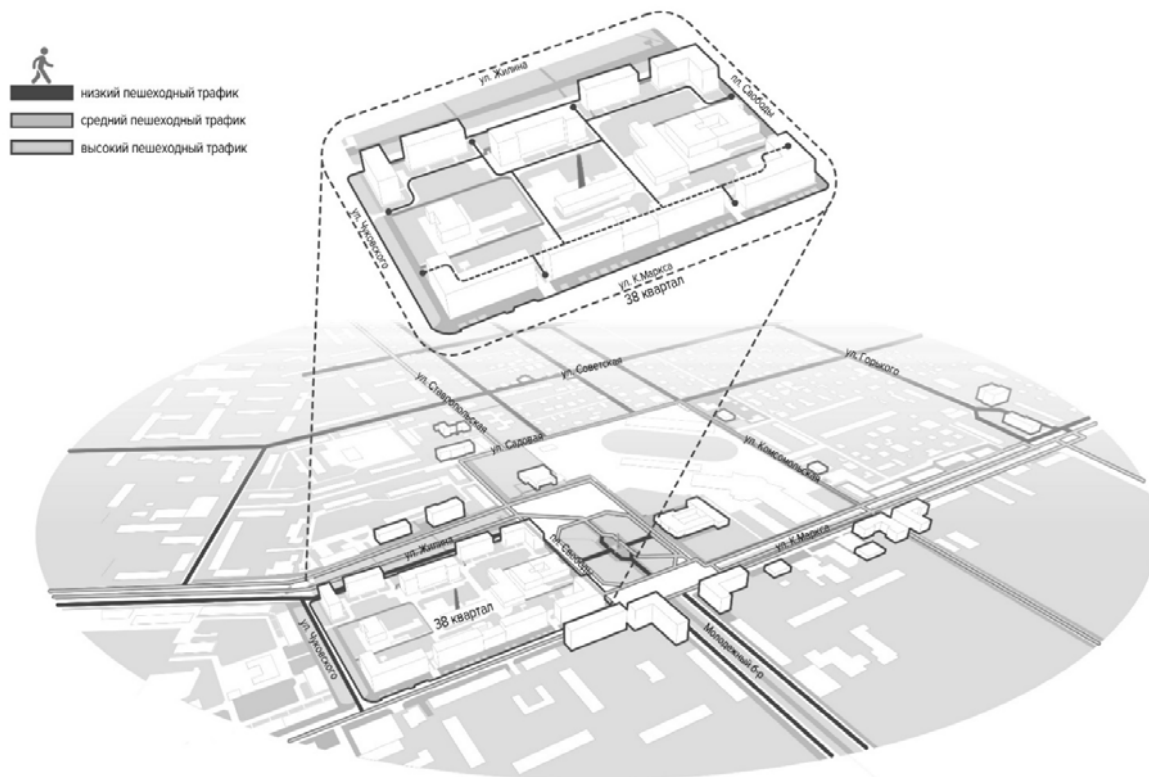 низкий пешеходный трафик
средний пешеходный трафик
высокий пешеходный трафик
ул. Жилина
пл. Свободы
ул. Чуковского
ул. К.Маркса
38 квартал
ул. Советская
ул. Горького
ул. Ставропольская
ул. Садовая
ул. Комсомольская
ул. К.Маркса
ул. Жилина
пл. Свободы
38 квартал
ул. Чуковского
Молодежный б-р